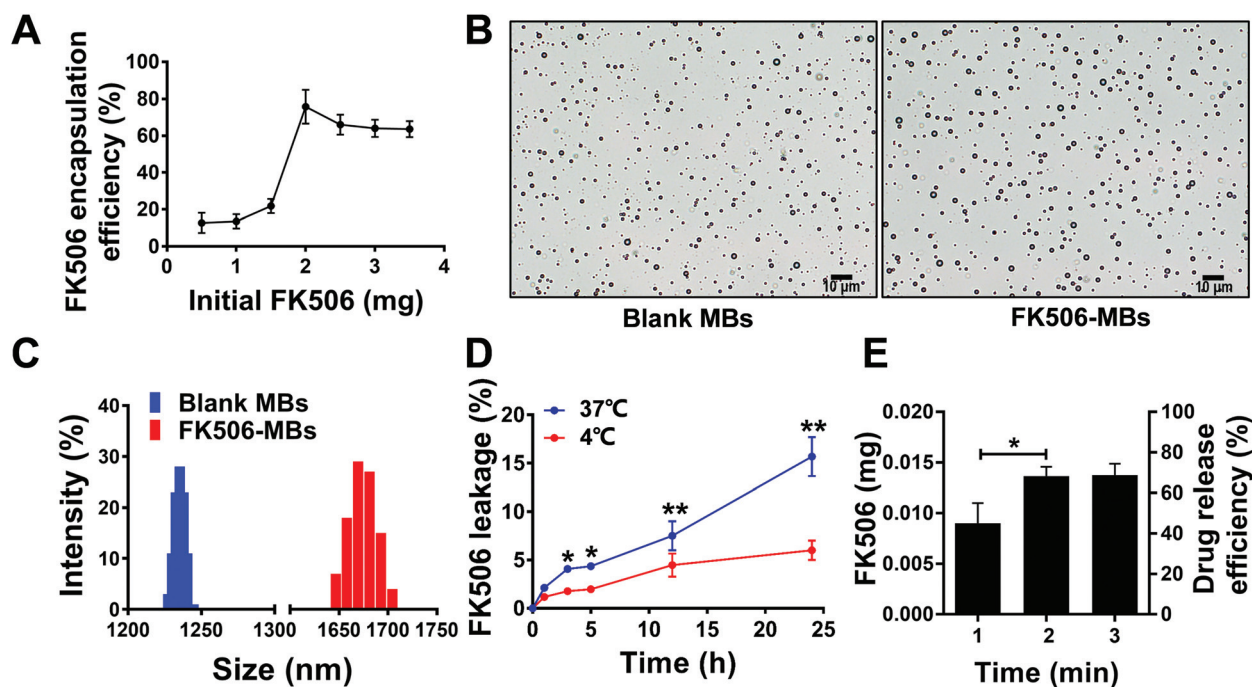 A
FK506 encapsulation
efficiency (%)
100
80
60
40
20
0
0 1 2 3 4
Initial FK506 (mg)
B
10 µm
10 µm
Blank MBs
FK506-MBs
C
Intensity (%)
40
30
20
10
0
Blank MBs
FK506-MBs
1200 1250 1300 1650 1700 1750
Size (nm)
D
FK506 leakage (%)
20
15
10
5
0
37℃
4℃
* * ** **
0 5 10 15 20 25
Time (h)
E
FK506 (mg)
0.020
0.015
0.010
0.005
0.000
*
1 2 3
Time (min)
100
80
60
40
20
0
Drug release
efficiency (%)